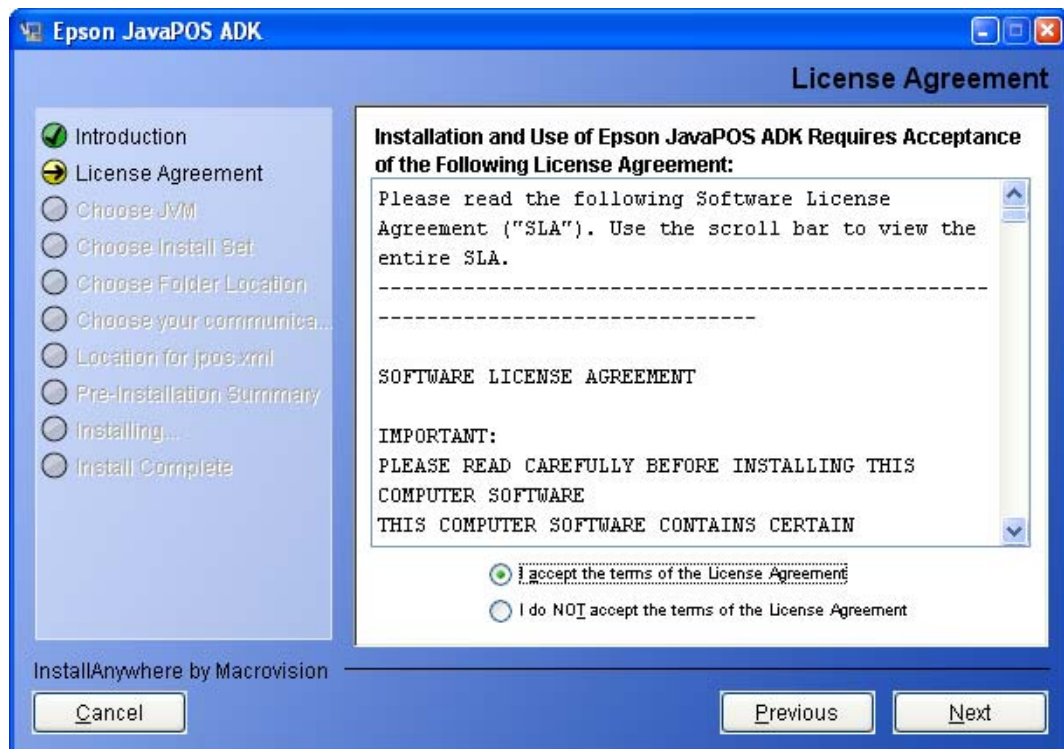 Epson JavaPOS ADK
License Agreement
Introduction
License Agreement
Choose JVM
Choose Install Set
Choose Folder Location
Choose your communica...
Location for jpos.xml
Pre-Installation Summary
Installing...
Install Complete
Installation and Use of Epson JavaPOS ADK Requires Acceptance
of the Following License Agreement:
Please read the following Software License
Agreement ("SLA"). Use the scroll bar to view the
entire SLA.
--------------------------------------------------
-------------------------------
SOFTWARE LICENSE AGREEMENT
IMPORTANT:
PLEASE READ CAREFULLY BEFORE INSTALLING THIS
COMPUTER SOFTWARE
THIS COMPUTER SOFTWARE CONTAINS CERTAIN
I accept the terms of the License Agreement
I do NOT accept the terms of the License Agreement
InstallAnywhere by Macrovision
Cancel
Previous
Next